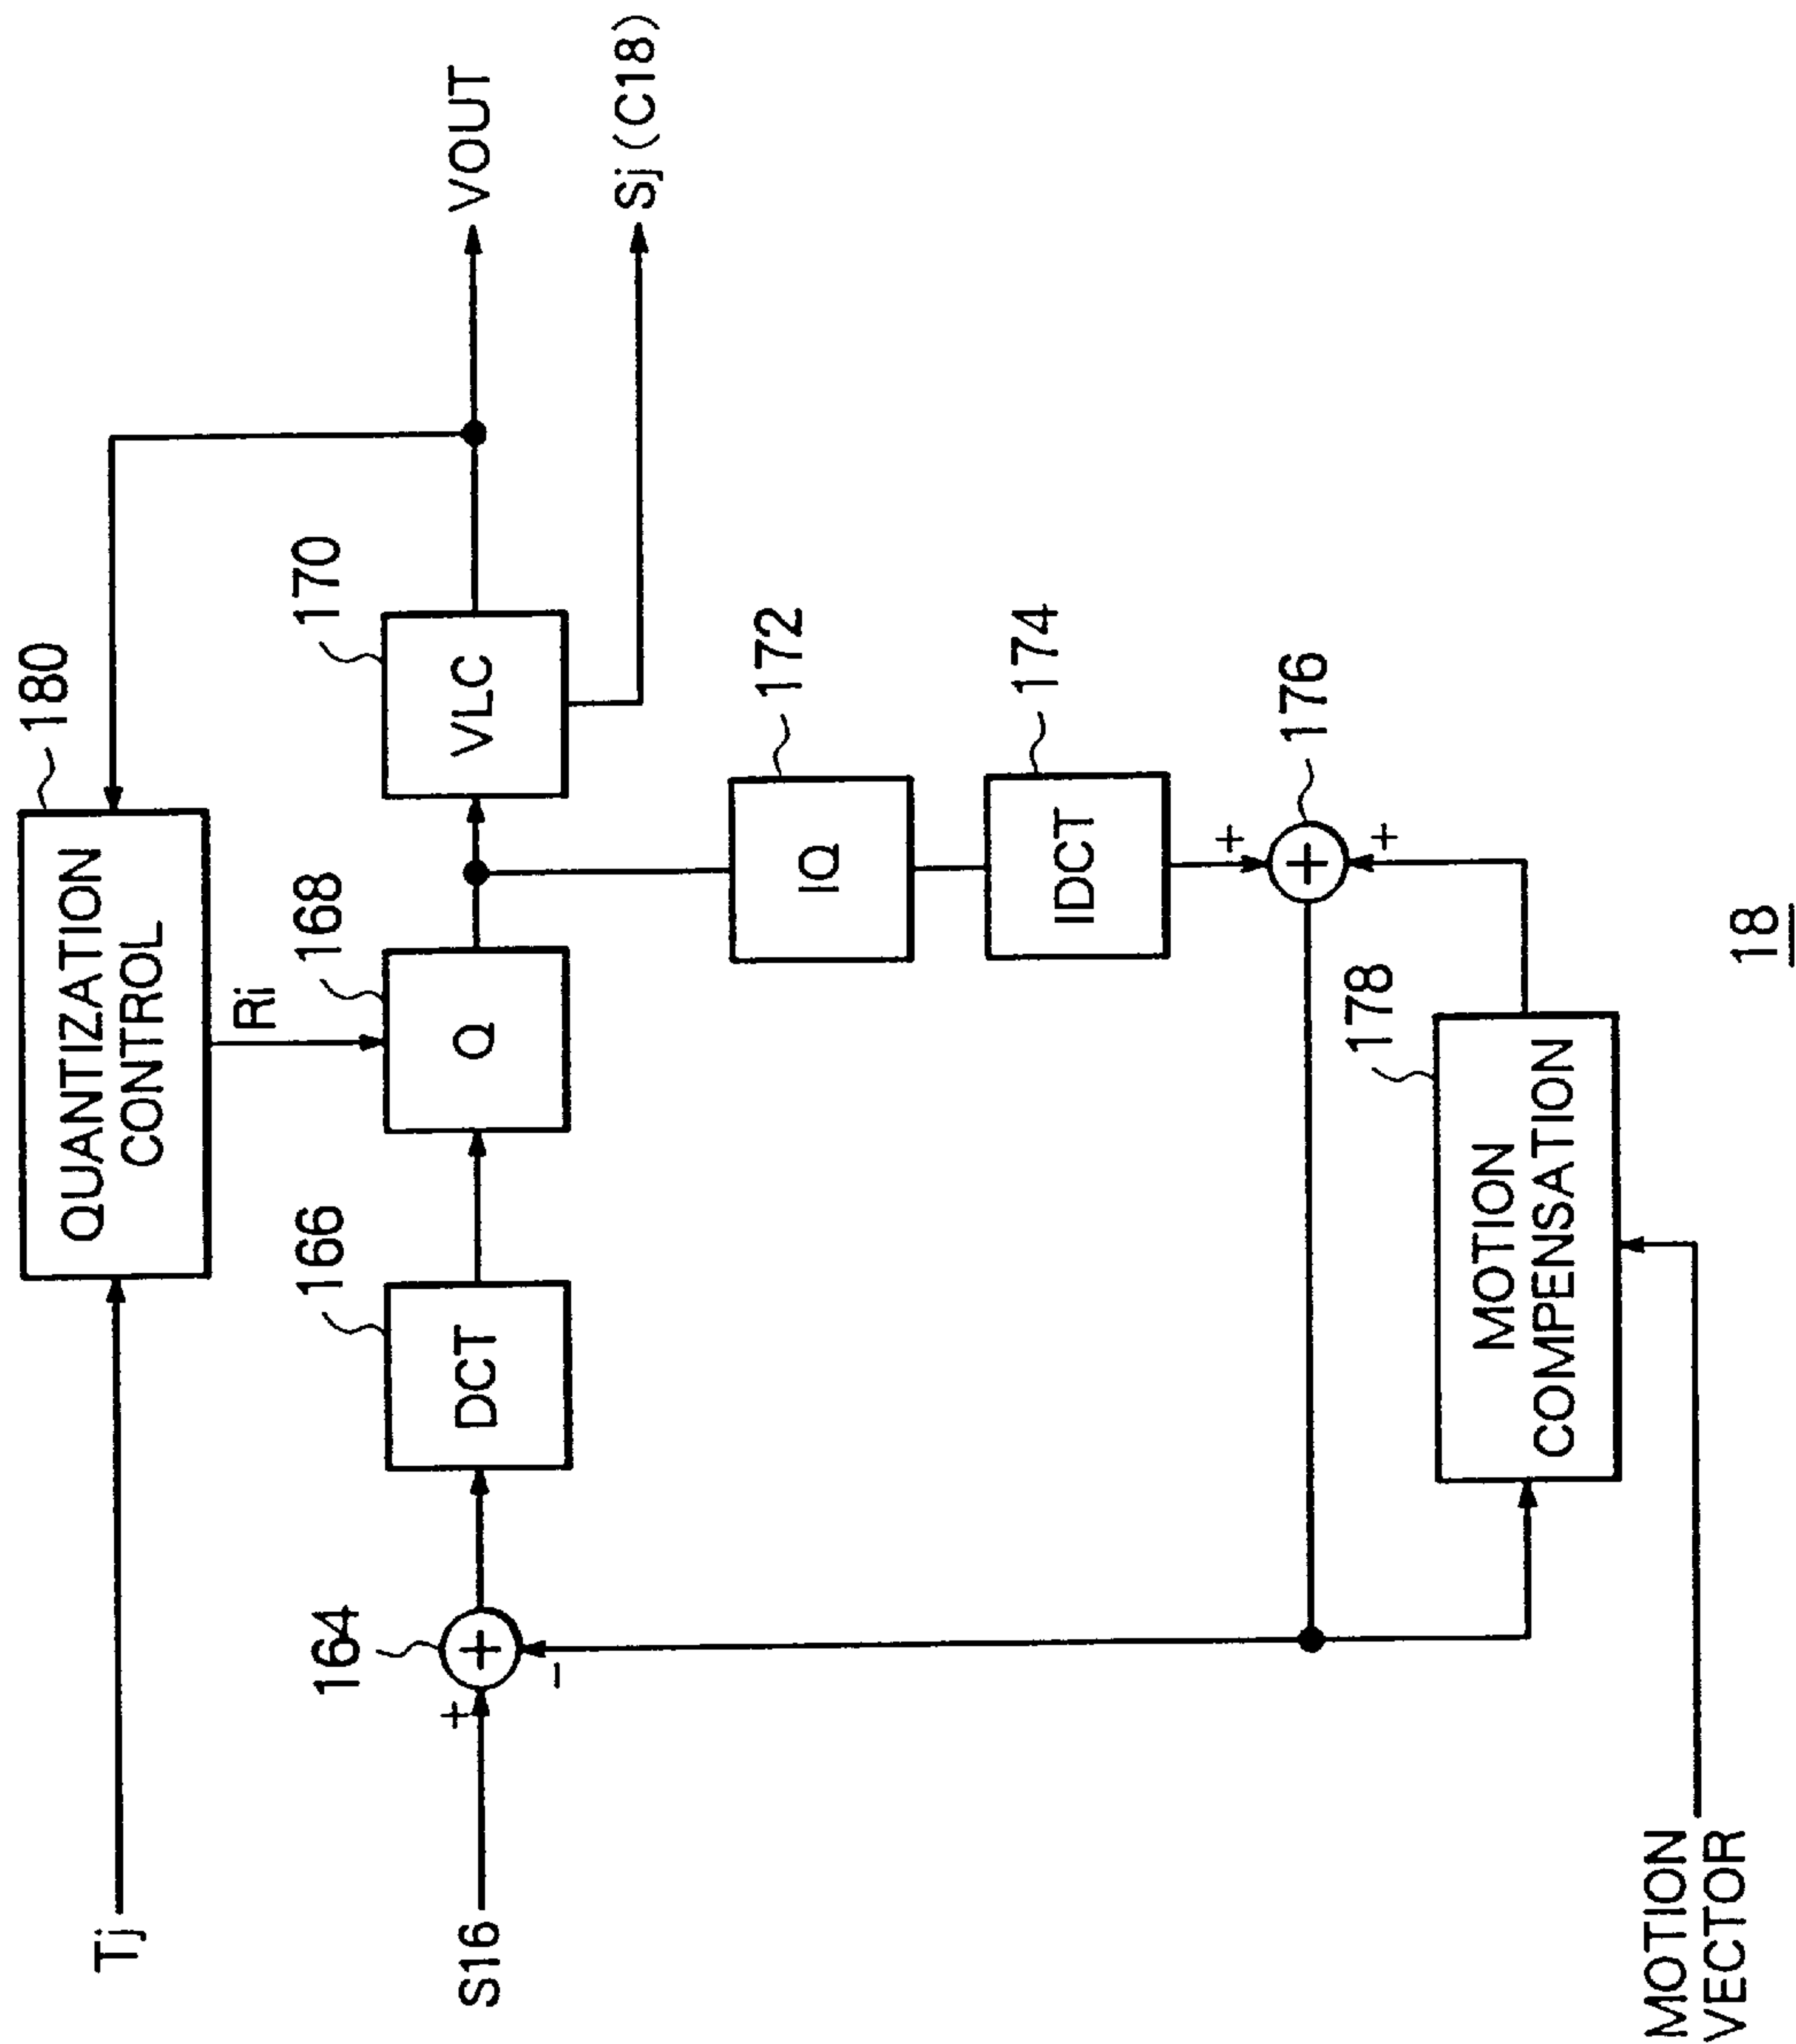 180
QUANTIZATION
CONTROL
Tj
Ri
164
166
168
170
S16
+
+
-
DCT
Q
VLC
VOUT
Sj (C18)
IQ
172
IDCT
174
+
+
+
176
178
MOTION
COMPENSATION
MOTION
VECTOR
18